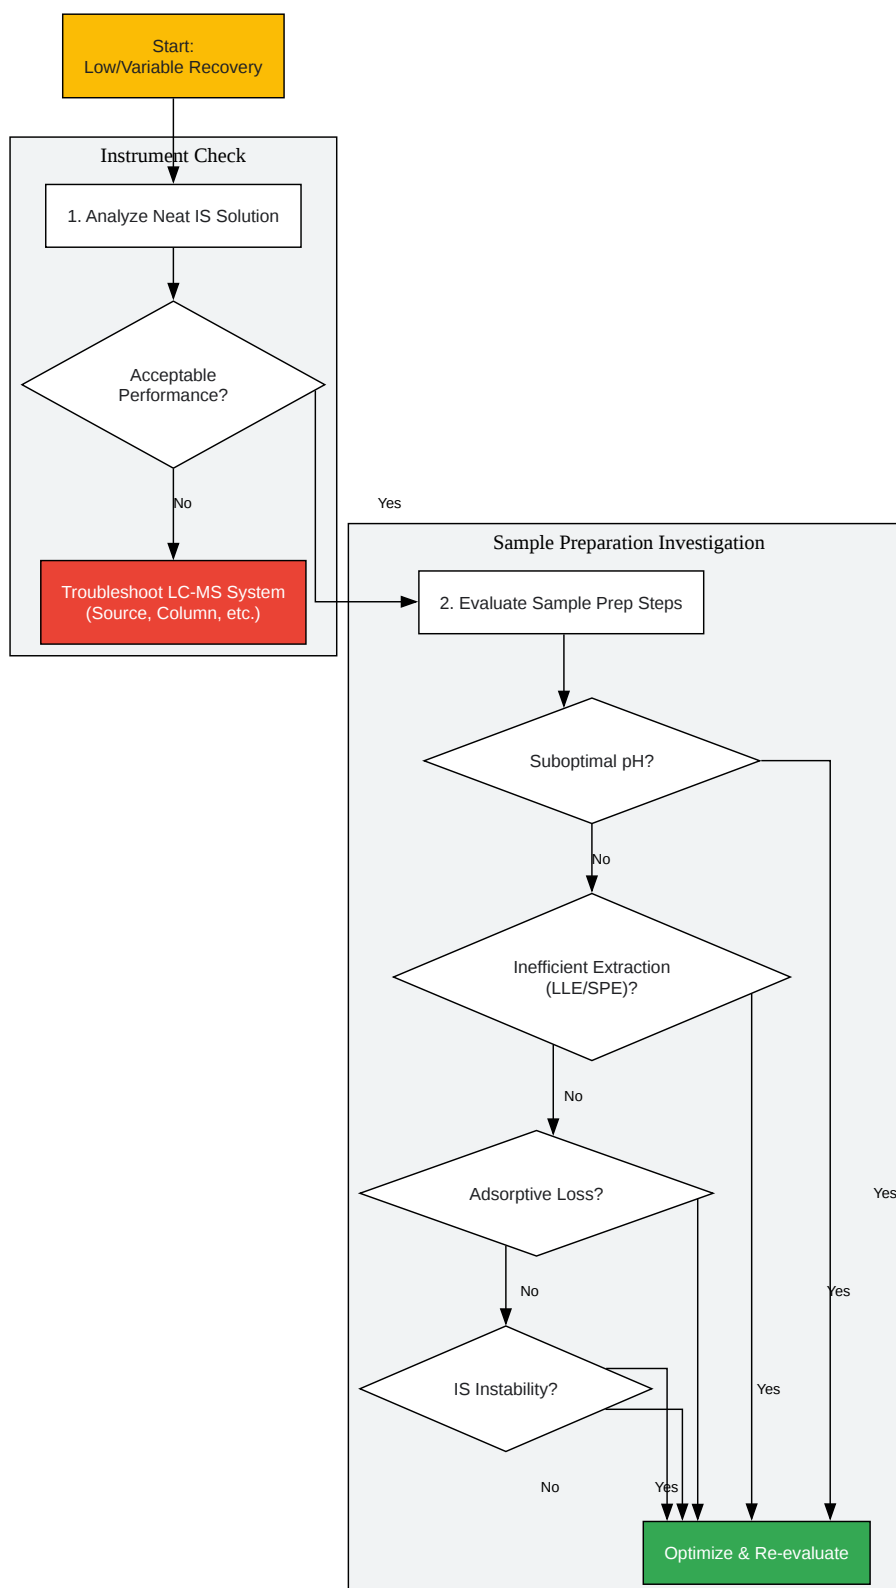 Start:
Low/Variable Recovery
Instrument Check
1. Analyze Neat IS Solution
Acceptable
Performance?
No
Yes
Troubleshoot LC-MS System
(Source, Column, etc.)
Sample Preparation Investigation
2. Evaluate Sample Prep Steps
Suboptimal pH?
No
Inefficient Extraction
(LLE/SPE)?
No
Adsorptive Loss?
Yes
No
Yes
IS Instability?
Yes
No
Yes
Optimize & Re-evaluate